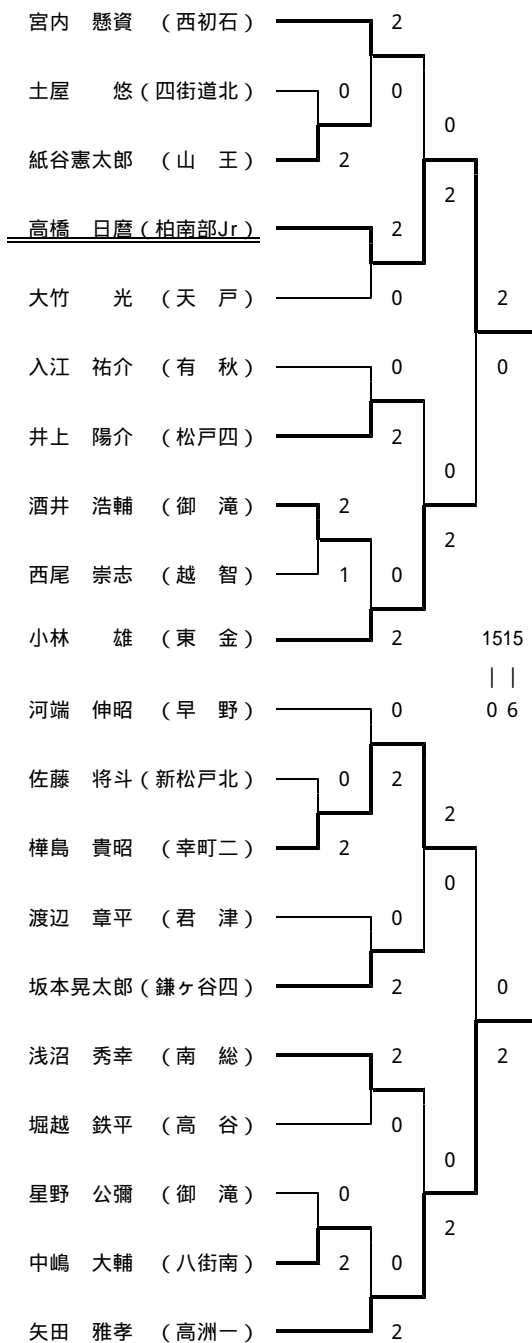 宮内 懸資 (西初石) 2
土屋 悠 (四街道北) 0 0
0
紙谷憲太郎 (山 王) 2
2
高橋 日麿 (柏南部Jr) 2
大竹 光 (天 戸) 0 2
入江 祐介 (有 秋) 0 0
井上 陽介 (松戸四) 2
0
酒井 浩輔 (御 滝) 2
2
西尾 崇志 (越 智) 1 0
小林 雄 (東 金) 2 1515
| |
河端 伸昭 (早 野) 0 0 6
佐藤 将斗 (新松戸北) 0 2
2
樺島 貴昭 (幸町二) 2
0
渡辺 章平 (君 津) 0
坂本晃太郎 (鎌ヶ谷四) 2 0
浅沼 秀幸 (南 総) 2 2
堀越 鉄平 (高 谷) 0
0
星野 公彌 (御 滝) 0
2
中嶋 大輔 (八街南) 2 0
矢田 雅孝 (高洲一) 2